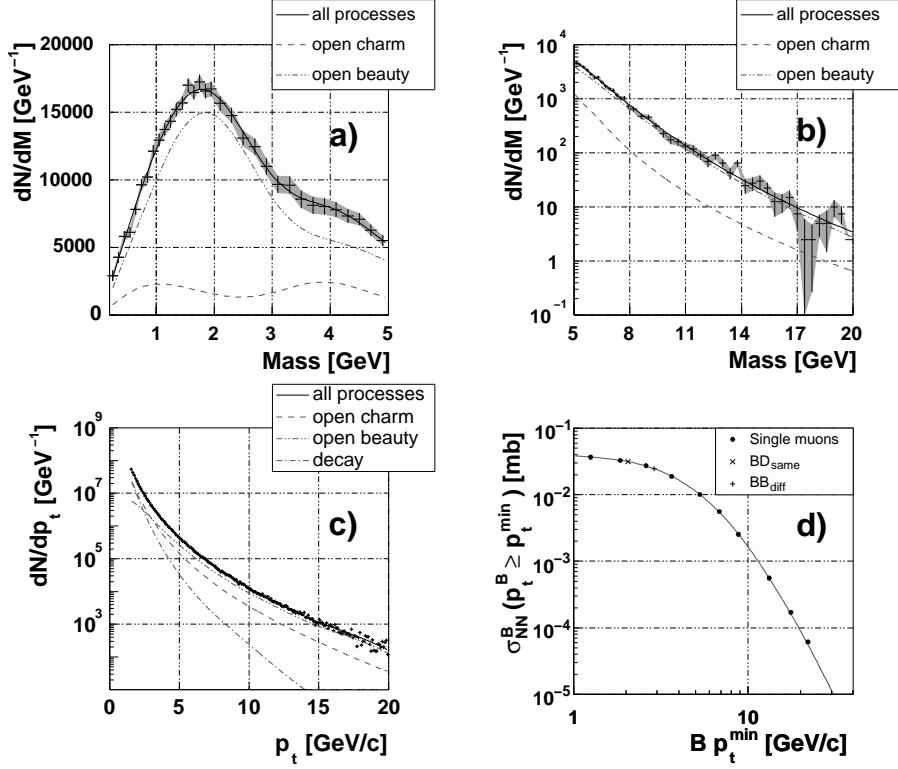 all processes
open charm
open beauty
20000
15000
10000
5000
0
dN/dM [GeV⁻¹]
a)
1 2 3 4 5
Mass [GeV]
all processes
open charm
open beauty
10⁴
10³
10²
10
1
10⁻¹
dN/dM [GeV⁻¹]
b)
5 8 11 14 17 20
Mass [GeV]
all processes
open charm
open beauty
decay
10⁹
10⁷
10⁵
10³
dN/dpₜ [GeV⁻¹]
c)
0 5 10 15 20
pₜ [GeV/c]
Single muons
BD_same
BB_diff
10⁻¹
10⁻²
10⁻³
10⁻⁴
10⁻⁵
σ^B_NN (p^B_t ≥ p^min_t) [mb]
d)
1 10
B p^min_t [GeV/c]